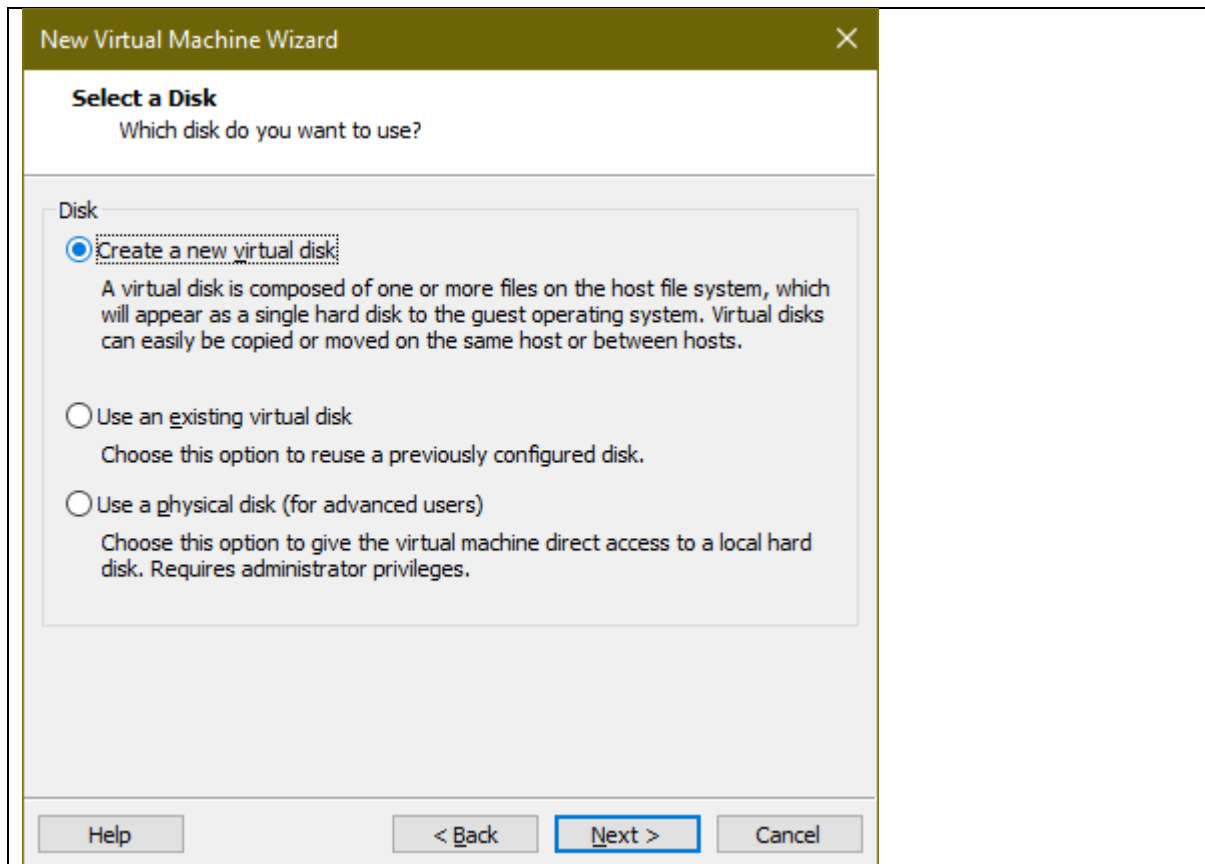 New Virtual Machine Wizard
Select a Disk
Which disk do you want to use?
Disk
Create a new virtual disk
A virtual disk is composed of one or more files on the host file system, which
will appear as a single hard disk to the guest operating system. Virtual disks
can easily be copied or moved on the same host or between hosts.
Use an existing virtual disk
Choose this option to reuse a previously configured disk.
Use a physical disk (for advanced users)
Choose this option to give the virtual machine direct access to a local hard
disk. Requires administrator privileges.
Help < Back Next > Cancel